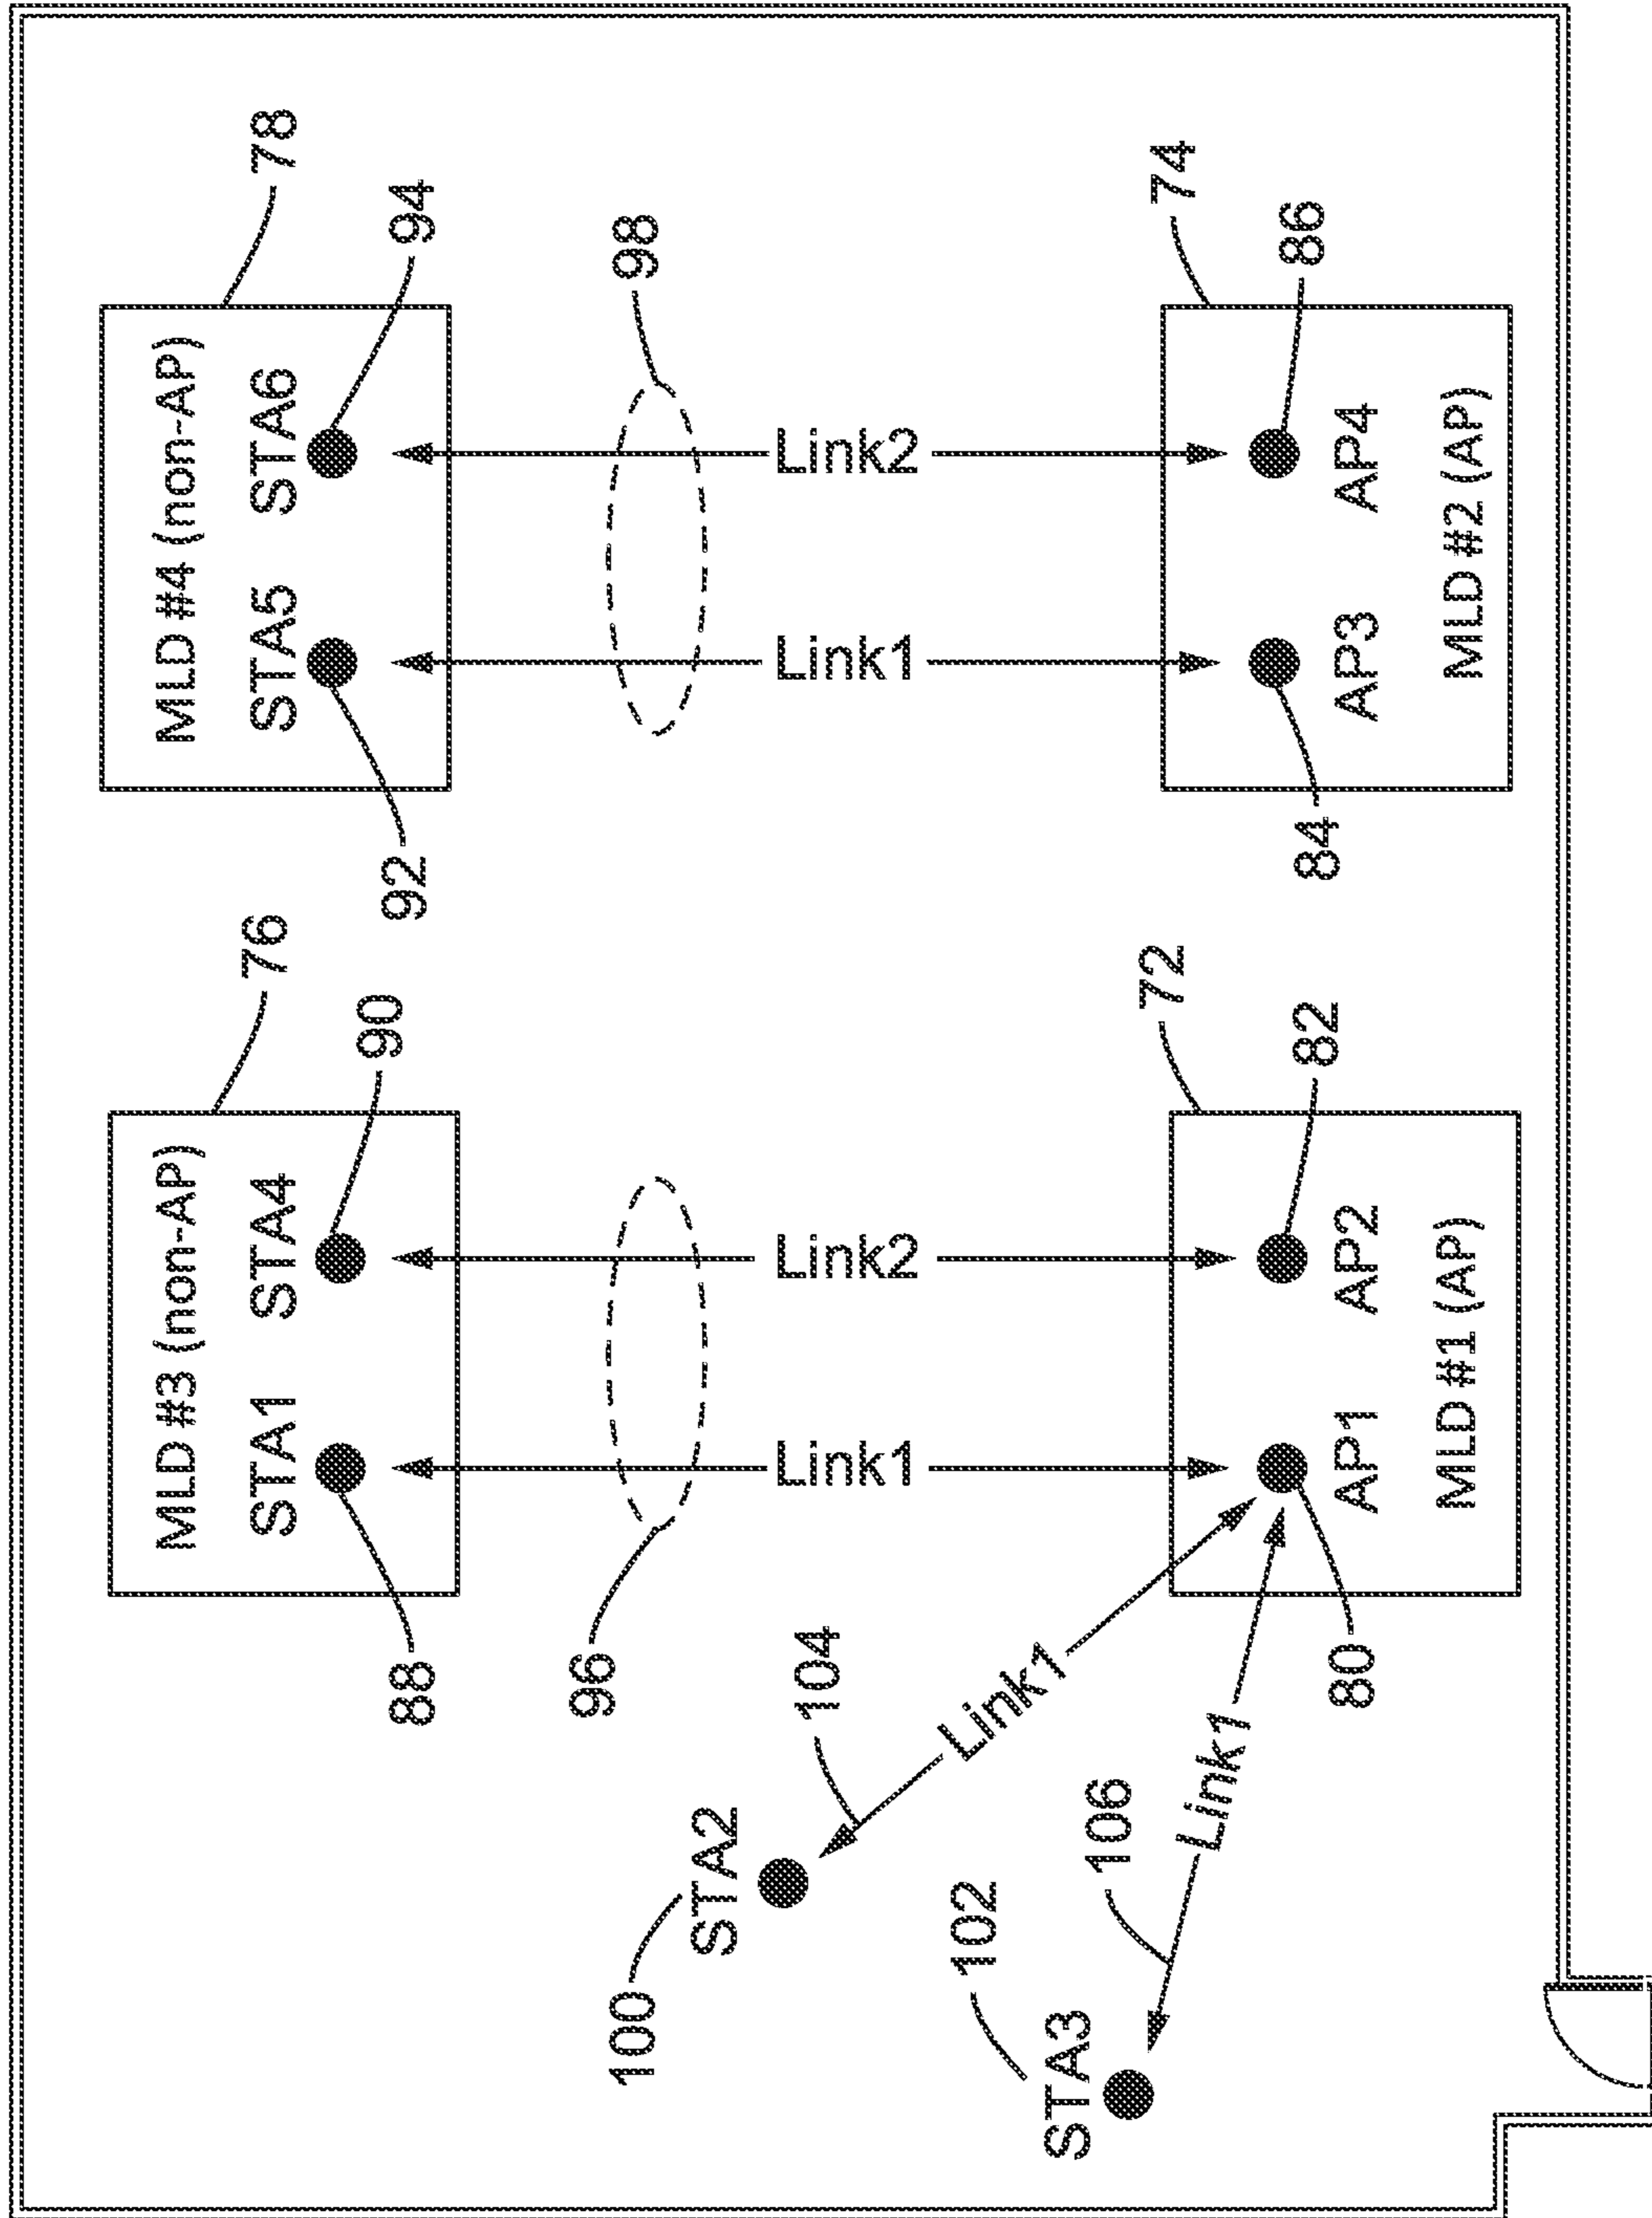 76
78
MLD #3 (non-AP)
MLD #4 (non-AP)
STA1 STA4
STA5 STA6
88
90
92
94
96
98
100
STA2
104
Link1
Link2
Link1
Link2
Link1
102
STA3
106
Link1
72
74
80
82
84
86
AP1 AP2
AP3 AP4
MLD #1 (AP)
MLD #2 (AP)